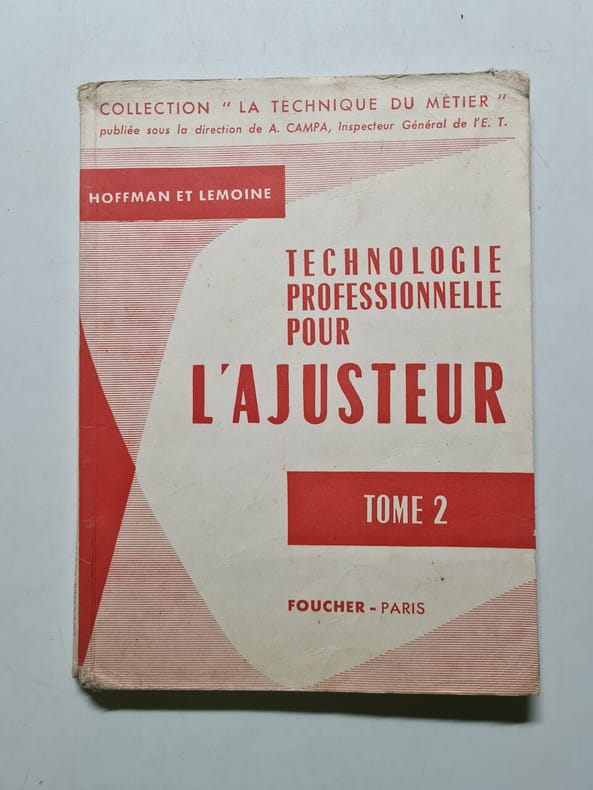 COLLECTION " LA TECHNIQUE DU MÉTIER "
publiée sous la direction de A. CAMPA, Inspecteur Général de l'E. T.
HOFFMAN ET LEMOINE
TECHNOLOGIE
PROFESSIONNELLE
POUR
L'AJUSTEUR
TOME 2
FOUCHER - PARIS